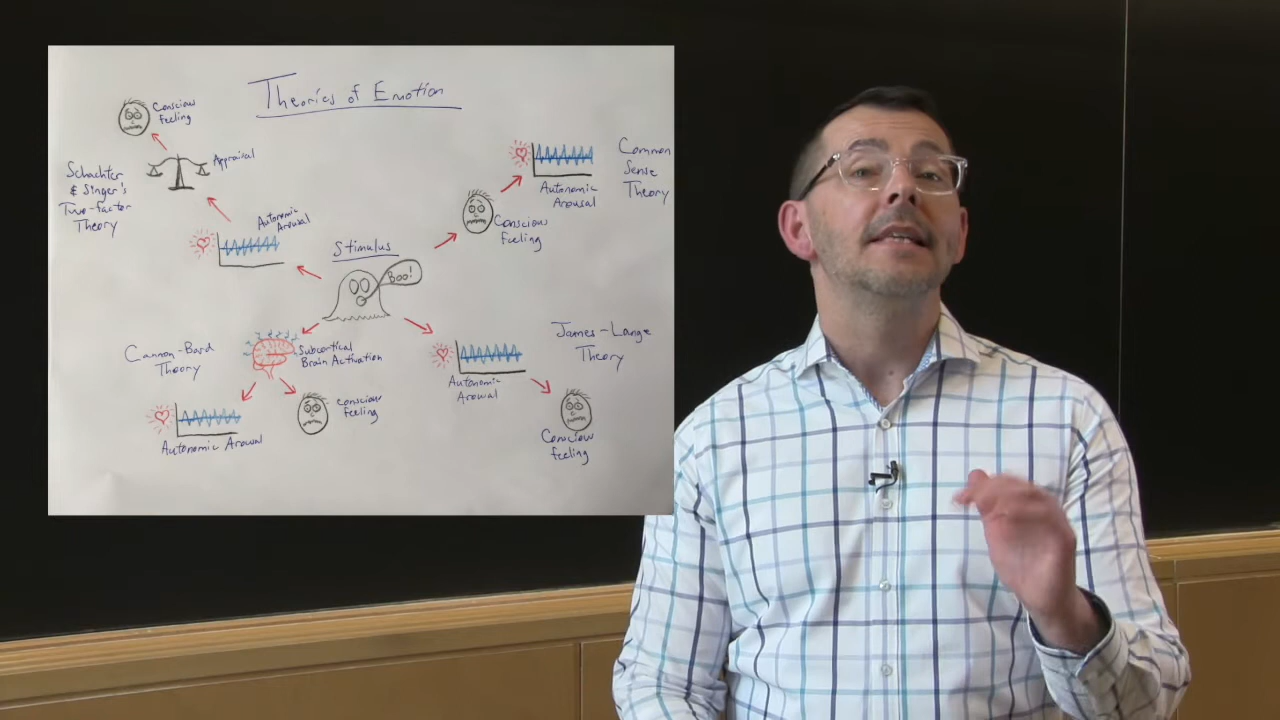 Theories of Emotion
Conscious
feeling
Appraisal
Schachter
& Singer's
Two-factor
Theory
Autonomic
Arousal
Stimulus
Boo!
Conscious
feeling
Autonomic
Arousal
Common
Sense
Theory
Cannon-Bard
Theory
Subcortical
Brain Activation
Conscious
feeling
Autonomic Arousal
James-Lange
Theory
Autonomic
Arousal
Conscious
feeling